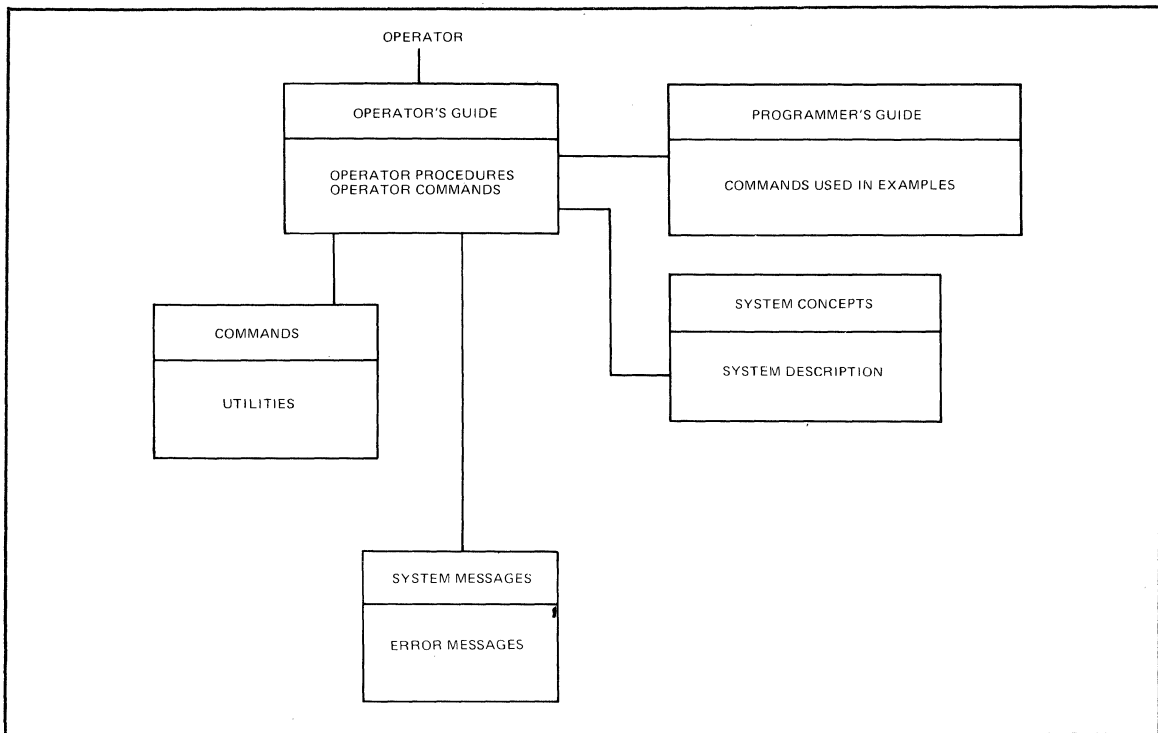 OPERATOR
OPERATOR'S GUIDE
OPERATOR PROCEDURES
OPERATOR COMMANDS
PROGRAMMER'S GUIDE
COMMANDS USED IN EXAMPLES
SYSTEM CONCEPTS
SYSTEM DESCRIPTION
COMMANDS
UTILITIES
SYSTEM MESSAGES
ERROR MESSAGES